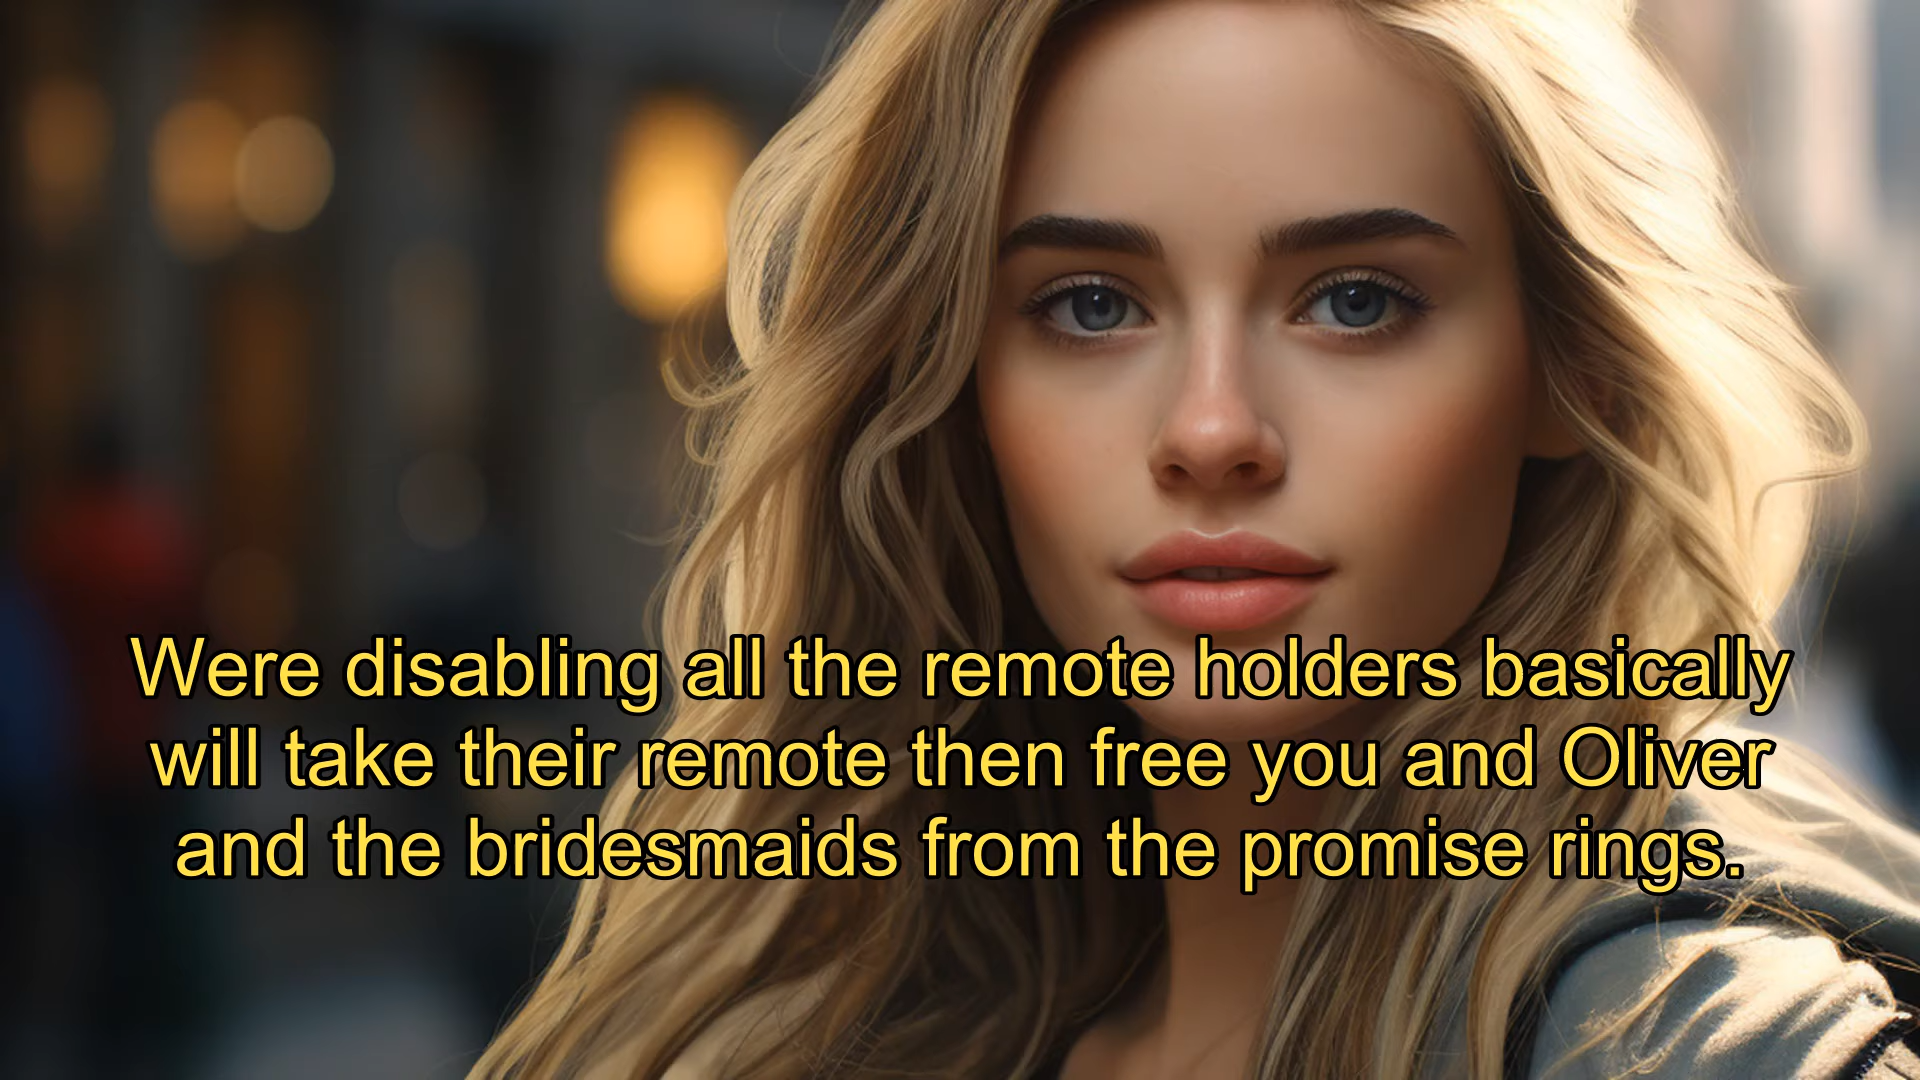 Were disabling all the remote holders basically
will take their remote then free you and Oliver
and the bridesmaids from the promise rings.